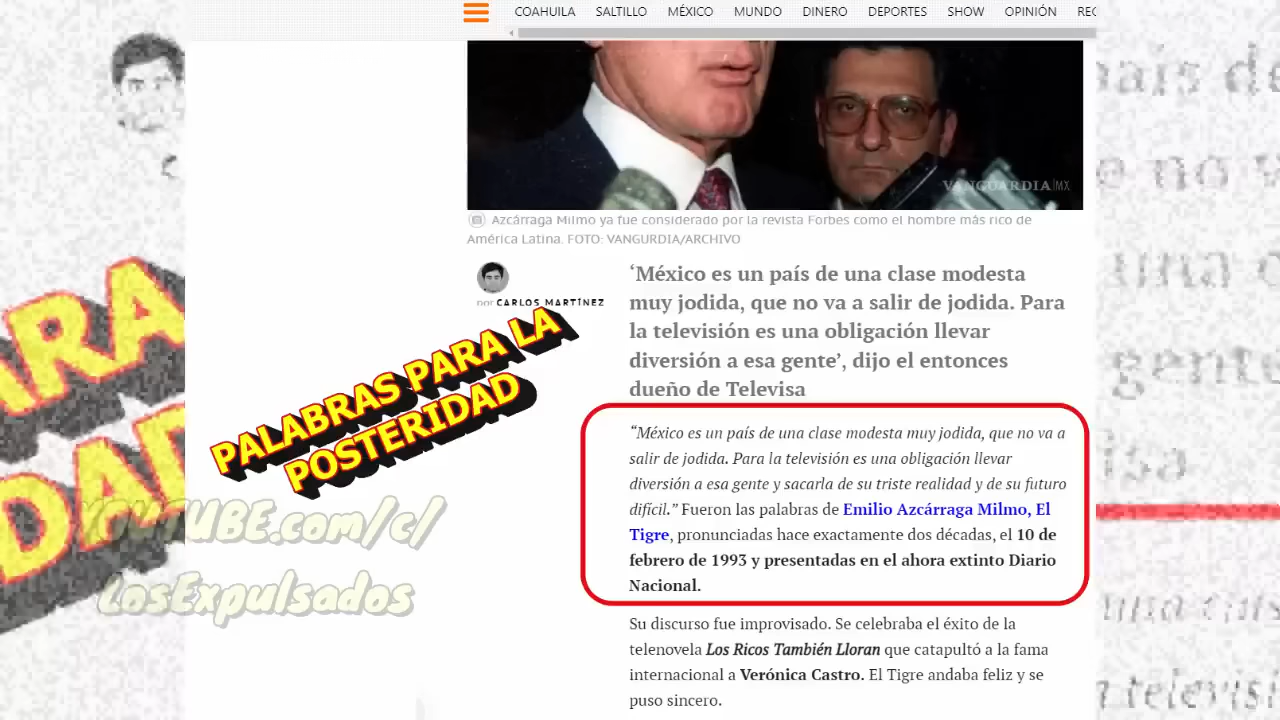 COAHUILA SALTILLO MÉXICO MUNDO DINERO DEPORTES SHOW OPINIÓN REC
VANGUARDIA|MX
Azcárraga Milmo ya fue considerado por la revista Forbes como el hombre más rico de
América Latina. FOTO: VANGURDIA/ARCHIVO
por CARLOS MARTÍNEZ
‘México es un país de una clase modesta
muy jodida, que no va a salir de jodida. Para
la televisión es una obligación llevar
diversión a esa gente’, dijo el entonces
dueño de Televisa
PALABRAS PARA LA
POSTERIDAD
“México es un país de una clase modesta muy jodida, que no va a
salir de jodida. Para la televisión es una obligación llevar
diversión a esa gente y sacarla de su triste realidad y de su futuro
difícil.” Fueron las palabras de Emilio Azcárraga Milmo, El
Tigre, pronunciadas hace exactamente dos décadas, el 10 de
febrero de 1993 y presentadas en el ahora extinto Diario
Nacional.
YOUTUBE.com/c/
LosExpulsados
Su discurso fue improvisado. Se celebraba el éxito de la
telenovela Los Ricos También Lloran que catapultó a la fama
internacional a Verónica Castro. El Tigre andaba feliz y se
puso sincero.